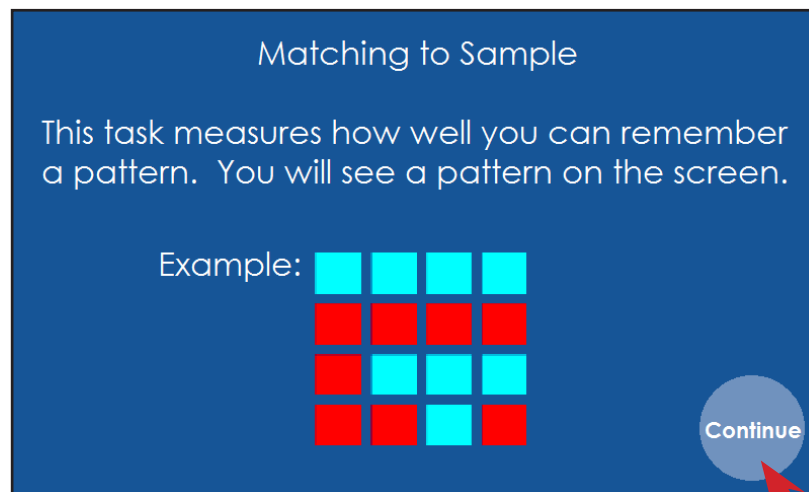 Matching to Sample
This task measures how well you can remember
a pattern. You will see a pattern on the screen.
Example:
Continue